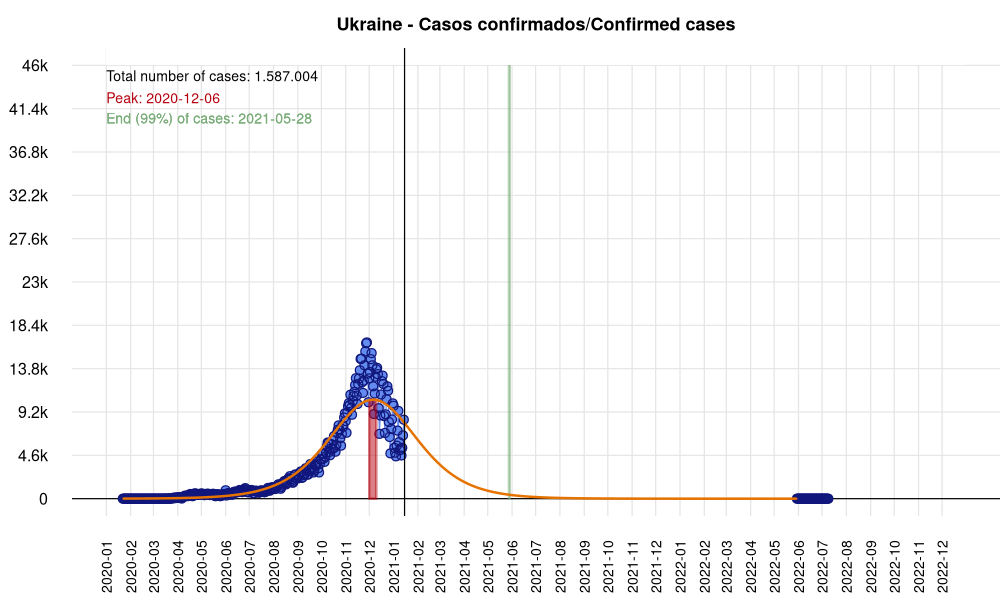 Ukraine - Casos confirmados/Confirmed cases
Total number of cases: 1.587.004
Peak: 2020-12-06
End (99%) of cases: 2021-05-28
46k
41.4k
36.8k
32.2k
27.6k
23k
18.4k
13.8k
9.2k
4.6k
0
2020-01
2020-02
2020-03
2020-04
2020-05
2020-06
2020-07
2020-08
2020-09
2020-10
2020-11
2020-12
2021-01
2021-02
2021-03
2021-04
2021-05
2021-06
2021-07
2021-08
2021-09
2021-10
2021-11
2021-12
2022-01
2022-02
2022-03
2022-04
2022-05
2022-06
2022-07
2022-08
2022-09
2022-10
2022-11
2022-12